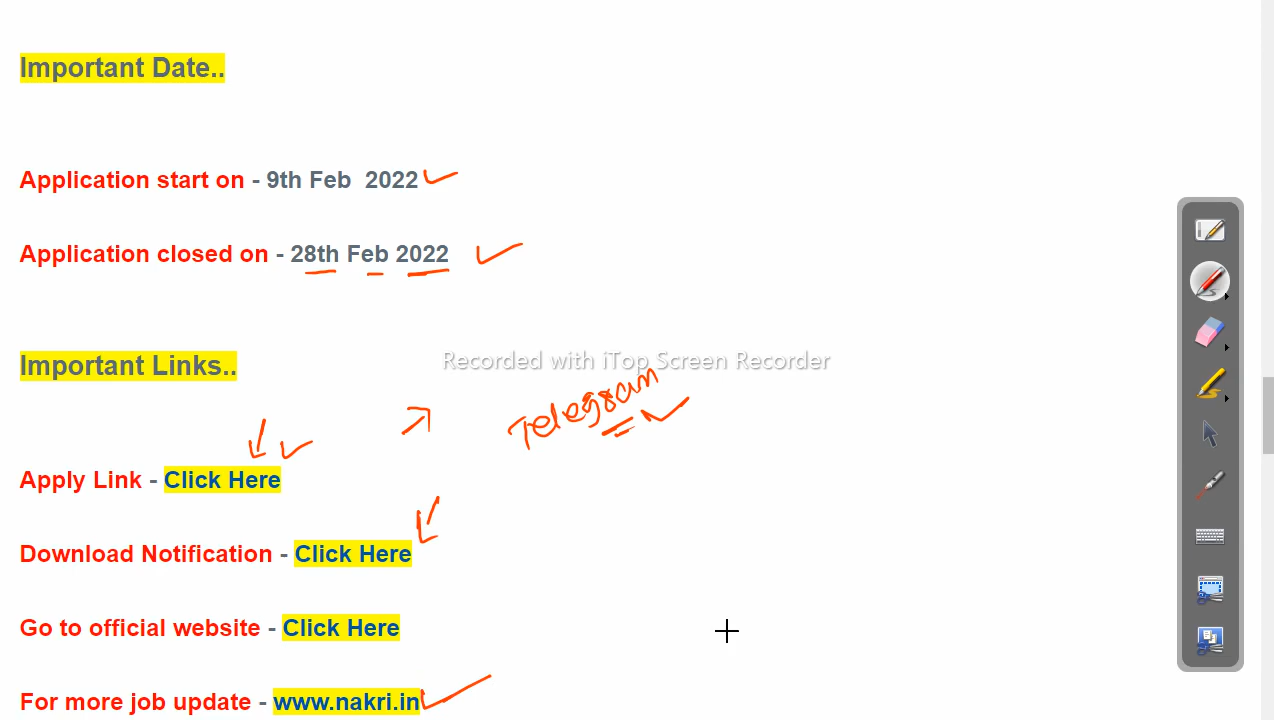 Important Date..
Application start on - 9th Feb 2022
Application closed on - 28th Feb 2022
Important Links..
Recorded with iTop Screen Recorder
Telegram
Apply Link - Click Here
Download Notification - Click Here
Go to official website - Click Here
For more job update - www.nakri.in